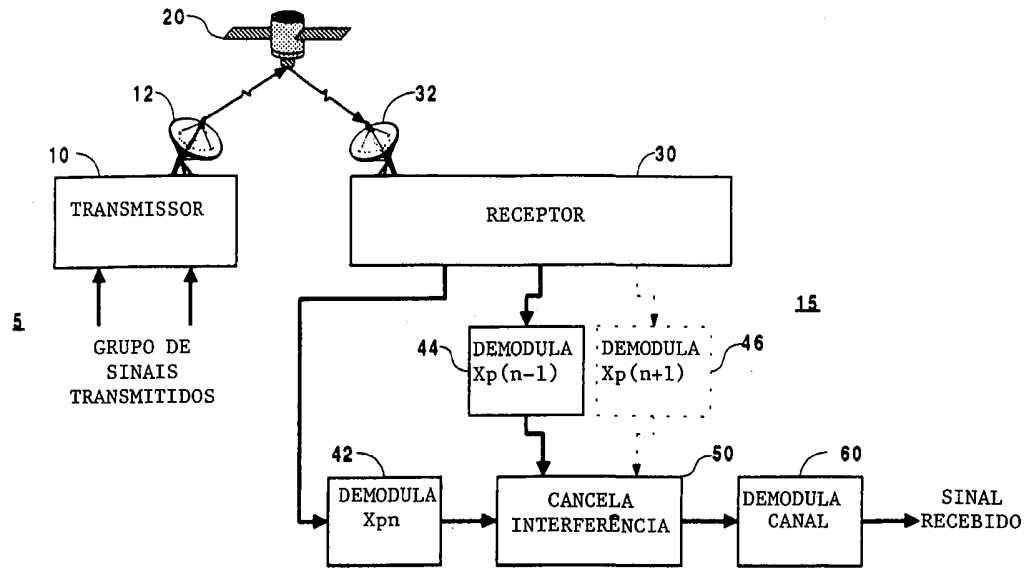 20
12
32
10
30
TRANSMISSOR
RECEPTOR
5
15
GRUPO DE
SINAIS
TRANSMITIDOS
44
DEMODULA
Xp(n-1)
DEMODULA
Xp(n+1)
46
42
DEMODULA
Xpn
50
CANCELA
INTERFERÊNCIA
60
DEMODULA
CANAL
SINAL
RECEBIDO